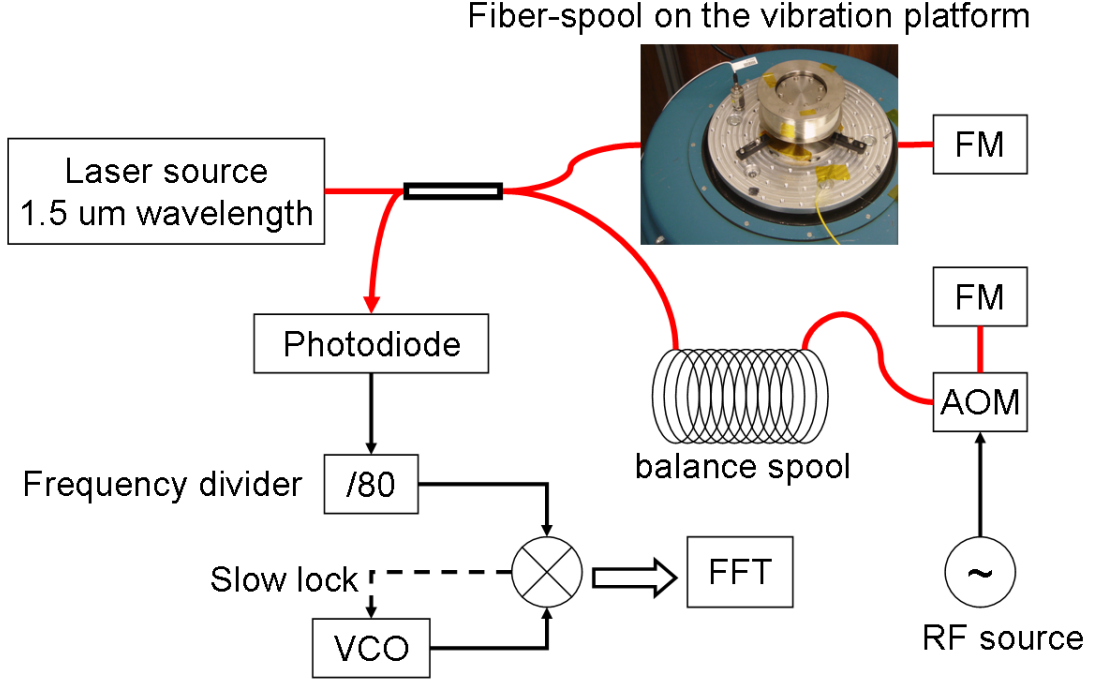 Fiber-spool on the vibration platform
Laser source
1.5 um wavelength
FM
Photodiode
FM
AOM
balance spool
Frequency divider
/80
Slow lock
FFT
~
VCO
RF source